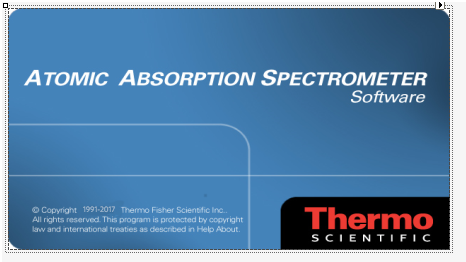 ATOMIC ABSORPTION SPECTROMETER
Software
© Copyright 1991-2017 Thermo Fisher Scientific Inc..
All rights reserved. This program is protected by copyright
law and international treaties as described in Help About.
Thermo
SCIENTIFIC